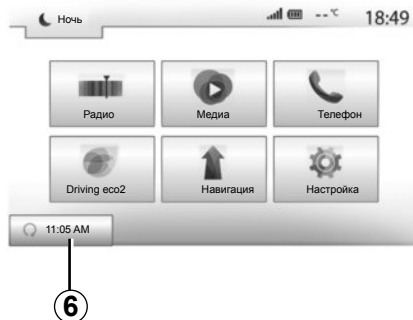 Ночь
--°C
18:49
Радио
Медиа
Телефон
Driving eco2
Навигация
Настройка
11:05 AM
6